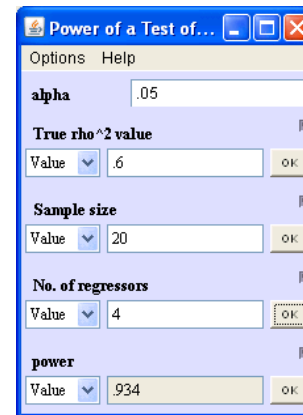 Power of a Test of...
Options Help
alpha .05
True rho^2 value
Value .6 OK
Sample size
Value 20 OK
No. of regressors
Value 4 OK
power
Value .934 OK